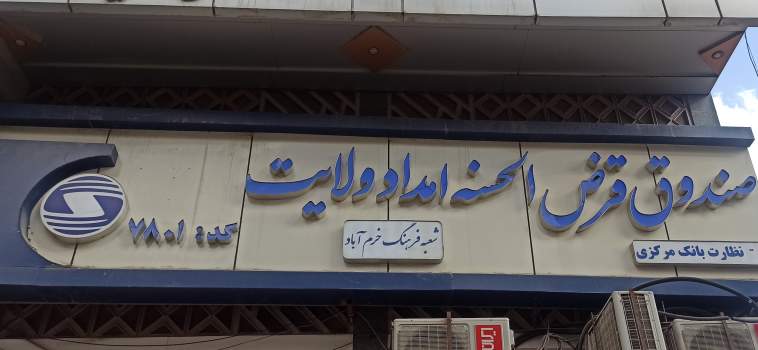 صندوق قرض الحسنه امداد ولایت
شعبه فرهنگ خرم آباد
کد: ۷۸۰۱
- نظارت بانک مرکزی